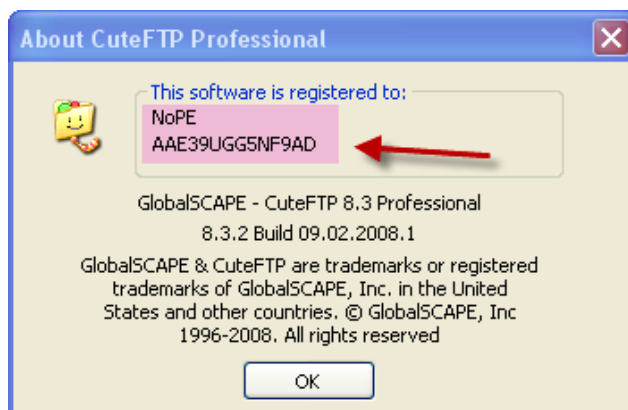 About CuteFTP Professional
This software is registered to:
NoPE
AAE39UGG5NF9AD
GlobalSCAPE - CuteFTP 8.3 Professional
8.3.2 Build 09.02.2008.1
GlobalSCAPE & CuteFTP are trademarks or registered
trademarks of GlobalSCAPE, Inc. in the United
States and other countries. © GlobalSCAPE, Inc
1996-2008. All rights reserved
OK